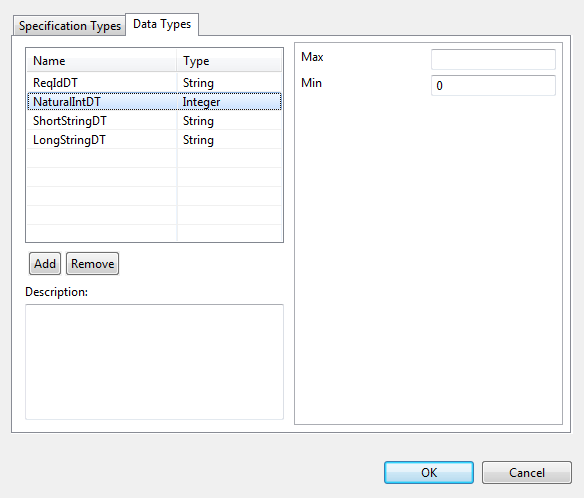 Specification Types Data Types
Name Type
ReqIdDT String
NaturalIntDT Integer
ShortStringDT String
LongStringDT String
Add Remove
Description:
Max
Min 0
OK Cancel